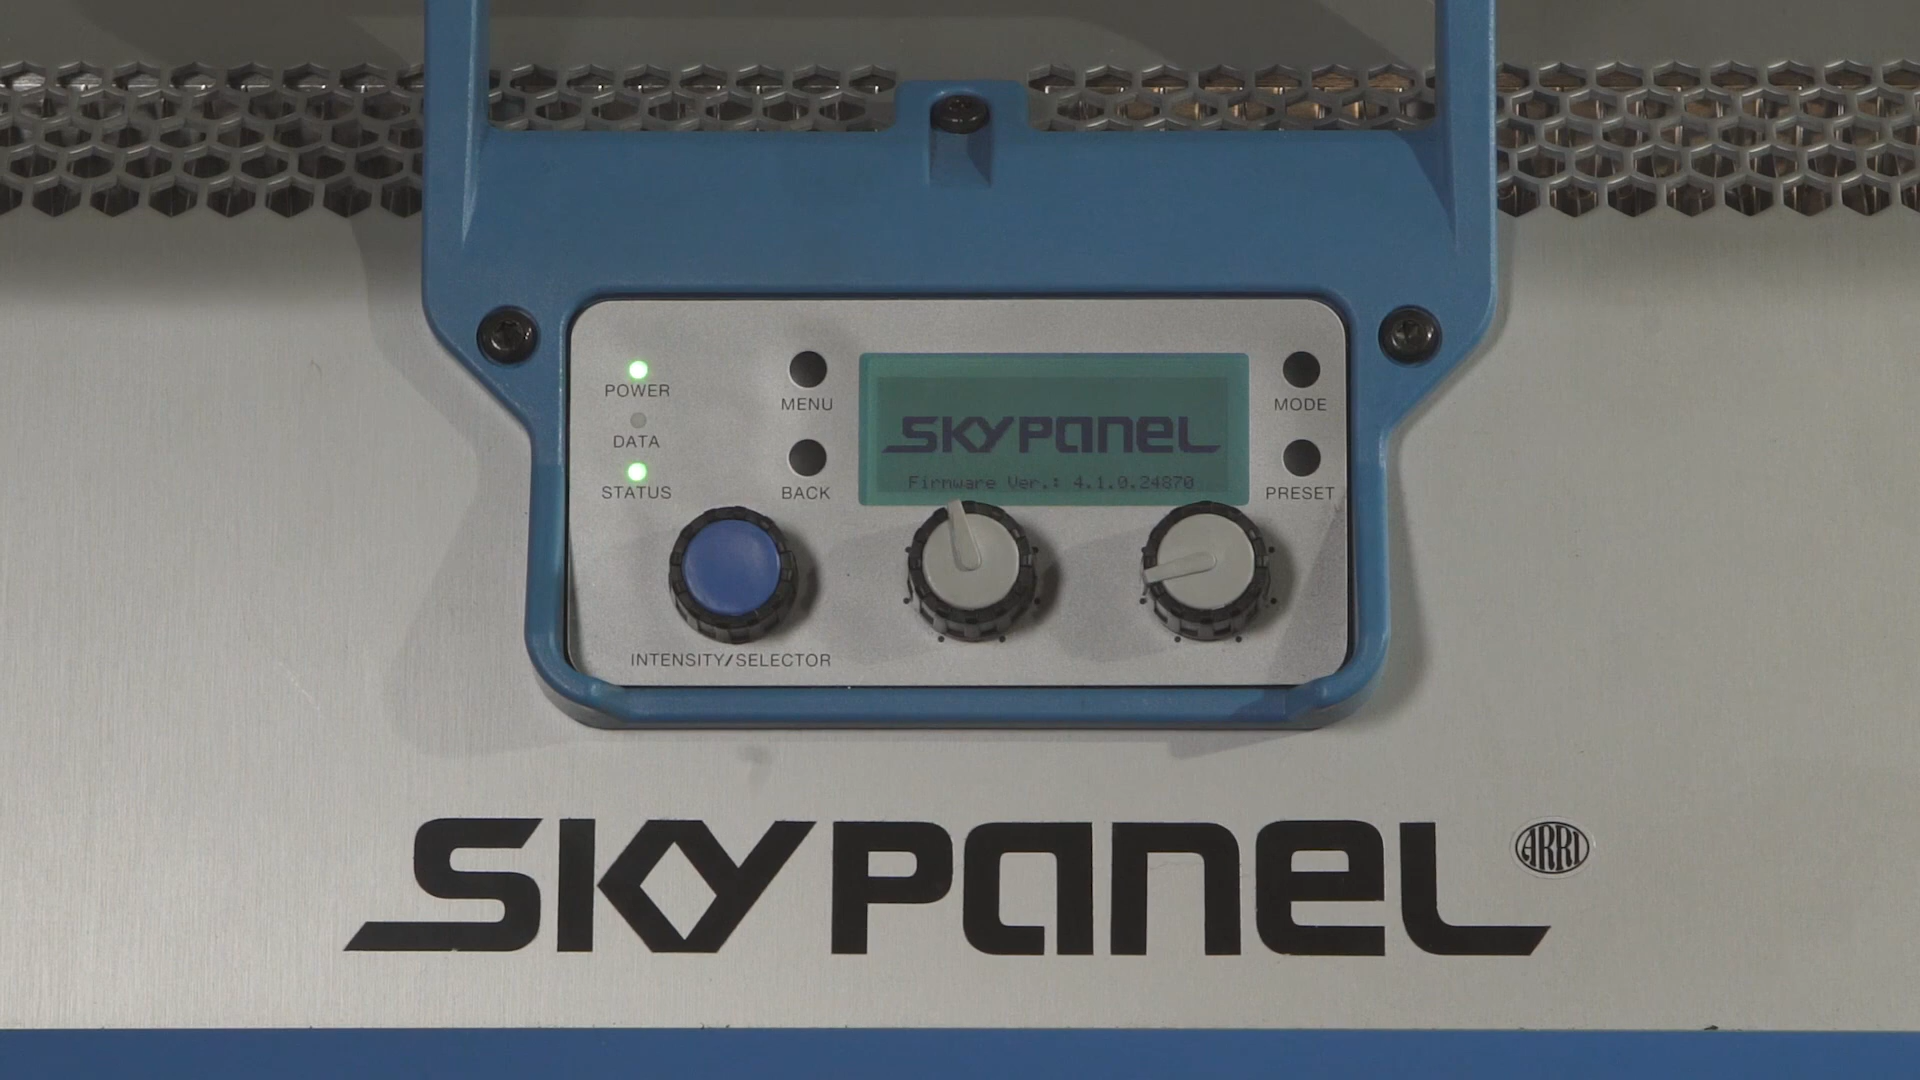 POWER
MENU
MODE
DATA
SKYPANEL
STATUS
BACK
Firmware Ver.: 4.1.0.24870
PRESET
INTENSITY/SELECTOR
SKYPANEL
ARRI